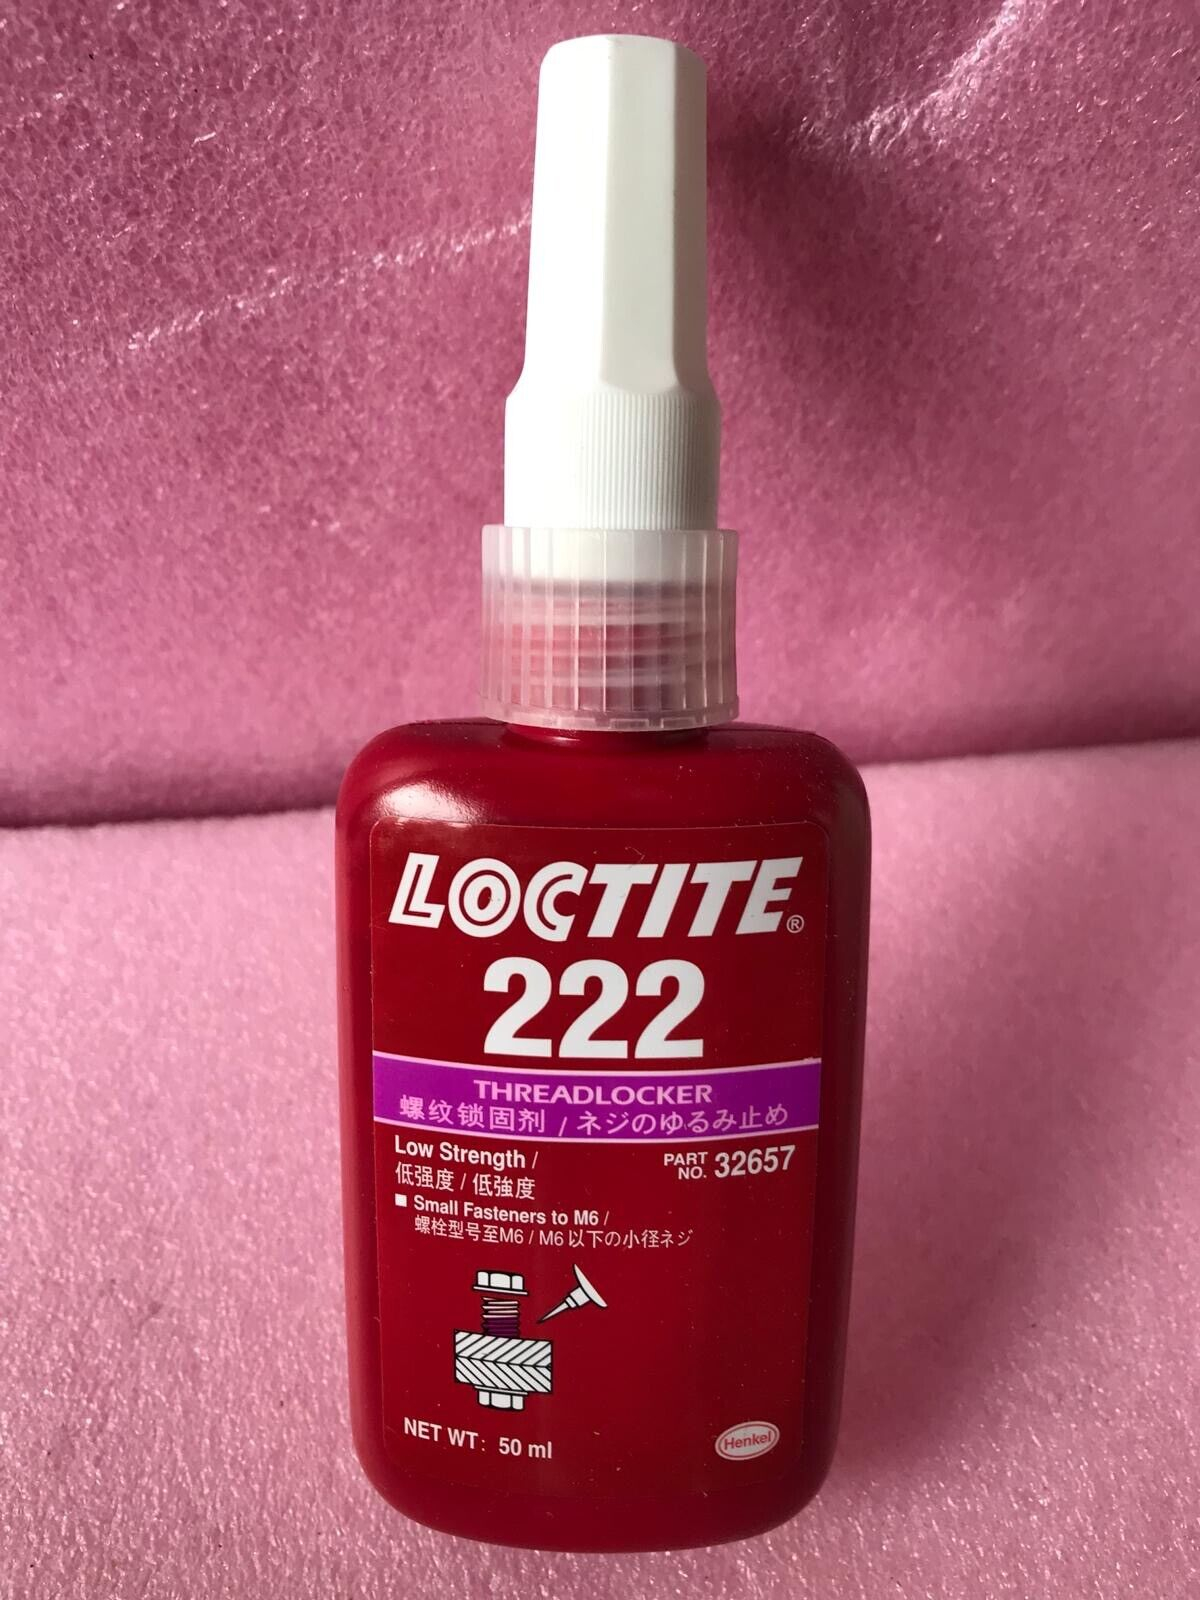 LOCTITE®
222
THREADLOCKER
螺纹锁固剂 / ネジのゆるみ止め
Low Strength /
低强度 / 低強度
PART NO. 32657
■ Small Fasteners to M6 /
螺栓型号至M6 / M6 以下の小径ネジ
NET WT: 50 ml
Henkel